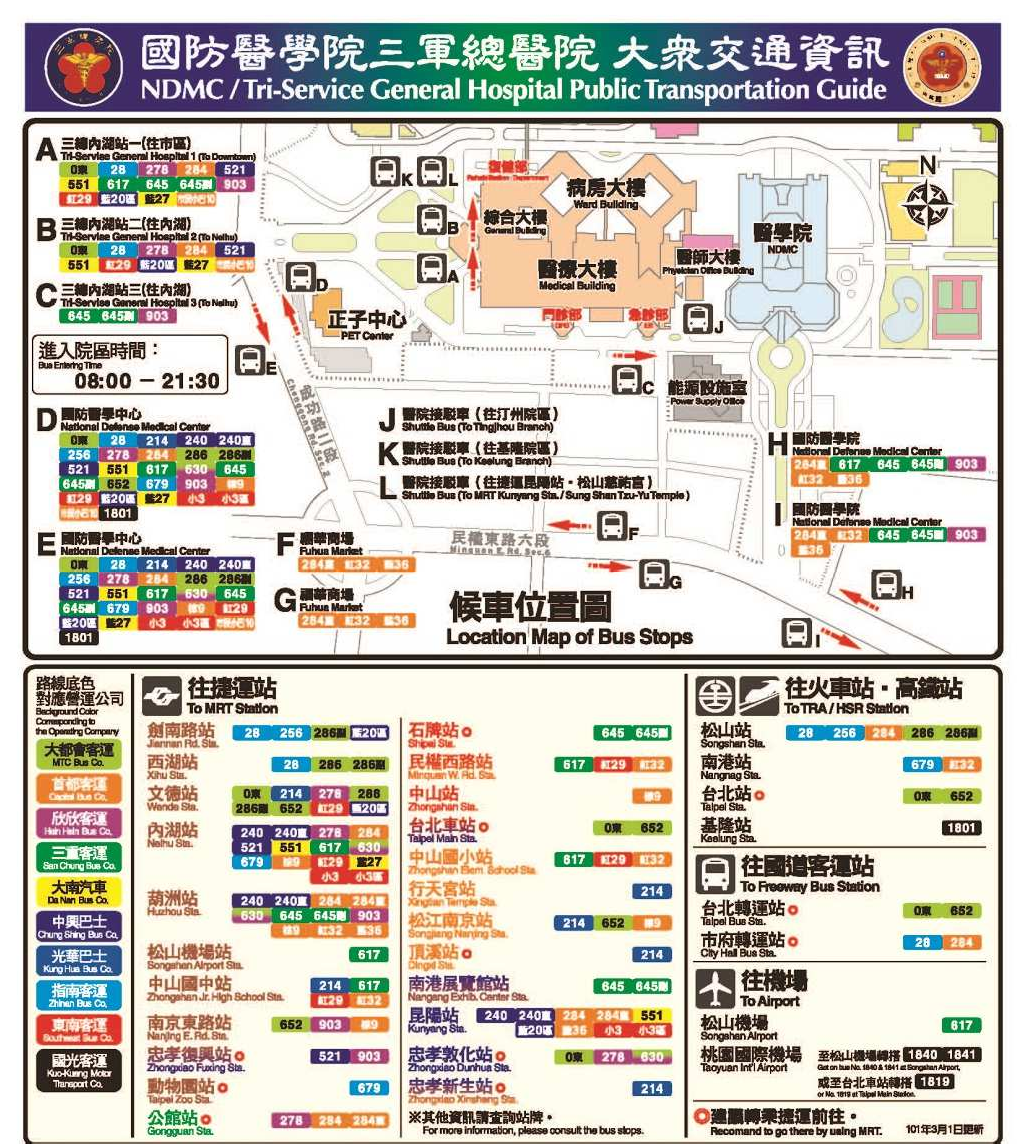 國防醫學院三軍總醫院 大眾交通資訊
NDMC / Tri-Service General Hospital Public Transportation Guide
A 三總內湖站一(往市區)
Tri-Service General Hospital 1 (To Downtown)
0東 28 278 284 521
551 617 645 645副 903
紅29 藍20區 藍27 市民小巴10
B 三總內湖站二(往內湖)
Tri-Service General Hospital 2 (To Neihu)
0東 28 278 284 521
551 紅29 藍20區 藍27 市民小巴10
C 三總內湖站三(往內湖)
Tri-Service General Hospital 3 (To Neihu)
645 645副 903
進入院區時間：
Bus Entering Time
08:00 － 21:30
D 國防醫學中心
National Defense Medical Center
0東 28 214 240 240直
256 278 284 286 286副
521 551 617 630 645
645副 652 679 903 棕9
紅29 藍20區 藍27 小3 小3區
市民小巴10 1801
E 國防醫學中心
National Defense Medical Center
0東 28 214 240 240直
256 278 284 286 286副
521 551 617 630 645
645副 679 903 棕9 紅29
藍20區 藍27 小3 小3區 市民小巴10
1801
K L
復健部
病房大樓
Ward Building
綜合大樓
General Building
B
A
醫療大樓
Medical Building
醫師大樓
Physician Office Building
醫學院
NDMC
N
門診部
OPD
急診部
ER
D
正子中心
PET Center
E
J
C
能源設施室
Power Supply Office
成功路二段
Chenggong Rd. Sec.2
J 醫院接駁車（往汀州院區）
Shuttle Bus (To Tingjhou Branch)
K 醫院接駁車（往基隆院區）
Shuttle Bus (To Keelung Branch)
L 醫院接駁車（往捷運昆陽站・松山慈祐宮）
Shuttle Bus (To MRT Kunyang Sta. / Sung Shan Tzu-Yu Temple)
H 國防醫學院
National Defense Medical Center
284直 617 645 645副 903
紅32 藍36
I 國防醫學院
National Defense Medical Center
284直 紅32 645 645副 903
藍36
F 福華商場
Fuhua Market
284直 紅32 藍36
G 福華商場
Fuhua Market
284直 紅32 藍36
民權東路六段
Minquan E. Rd. Sec.6
F
G
H
I
候車位置圖
Location Map of Bus Stops
路線底色
對應營運公司
Background Color
Corresponding to
the Operating Company
大都會客運
MTC Bus Co.
首都客運
Capital Bus Co.
欣欣客運
Hsin Hsin Bus Co.
三重客運
San Chung Bus Co.
大南汽車
Da Nan Bus Co.
中興巴士
Chung Shing Bus Co.
光華巴士
Kung Hua Bus Co.
指南客運
Zhinan Bus Co.
東南客運
Southeast Bus Co.
國光客運
Kuo-Kuang Motor
Transport Co.
往捷運站
To MRT Station
劍南路站 28 256 286副 藍20區
Jiannan Rd. Sta.
西湖站 28 286 286副
Xihu Sta.
文德站 0東 214 278 286
Wende Sta. 286副 652 紅29 藍20區
內湖站 240 240直 278 284
Neihu Sta. 521 551 617 630
679 棕9 紅29 藍27
小3 小3區
葫洲站 240 240直 284 284直
Huzhou Sta. 630 645 645副 903
棕9 紅32 藍36
松山機場站 617
Songshan Airport Sta.
中山國中站 214 617
Zhongshan Jr. High School Sta. 紅29 紅32
南京東路站 652 903 棕9
Nanjing E. Rd. Sta.
忠孝復興站 521 903
Zhongxiao Fuxing Sta.
動物園站 679
Taipei Zoo Sta.
公館站 278 284 284直
Gongguan Sta.
石牌站 645 645副
Shipai Sta.
民權西路站 617 紅29 紅32
Minquan W. Rd. Sta.
中山站 棕9
Zhongshan Sta.
台北車站 0東 652
Taipei Main Sta.
中山國小站 617 紅29 紅32
Zhongshan Elem. School Sta.
行天宮站 214
Xingtian Temple Sta.
松江南京站 214 652 棕9
Songjiang Nanjing Sta.
頂溪站 214
Dingxi Sta.
南港展覽館站 645 645副
Nangang Exhib. Center Sta.
昆陽站 240 240直 284 284直 551
Kunyang Sta. 藍20區 藍36 小3 小3區
忠孝敦化站 0東 278 630
Zhongxiao Dunhua Sta.
忠孝新生站 214
Zhongxiao Xinsheng Sta.
※其他資訊請查詢站牌。
For more information, please consult the bus stops.
往火車站・高鐵站
To TRA / HSR Station
松山站 28 256 284 286 286副
Songshan Sta.
南港站 679 紅32
Nangnag Sta.
台北站 0東 652
Taipei Sta.
基隆站 1801
Keelung Sta.
往國道客運站
To Freeway Bus Station
台北轉運站 0東 652
Taipei Bus Sta.
市府轉運站 28 284
City Hall Bus Sta.
往機場
To Airport
松山機場 617
Songshan Airport
桃園國際機場 至松山機場轉搭 1840 1841
Taoyuan Int'l Airport Get on bus No. 1840 & 1841 at Songshan Airport,
或至台北車站轉搭 1819
or No. 1819 at Taipei Main Station.
建議轉乘捷運前往。
Recomand to go there by using MRT.
101年3月1日更新